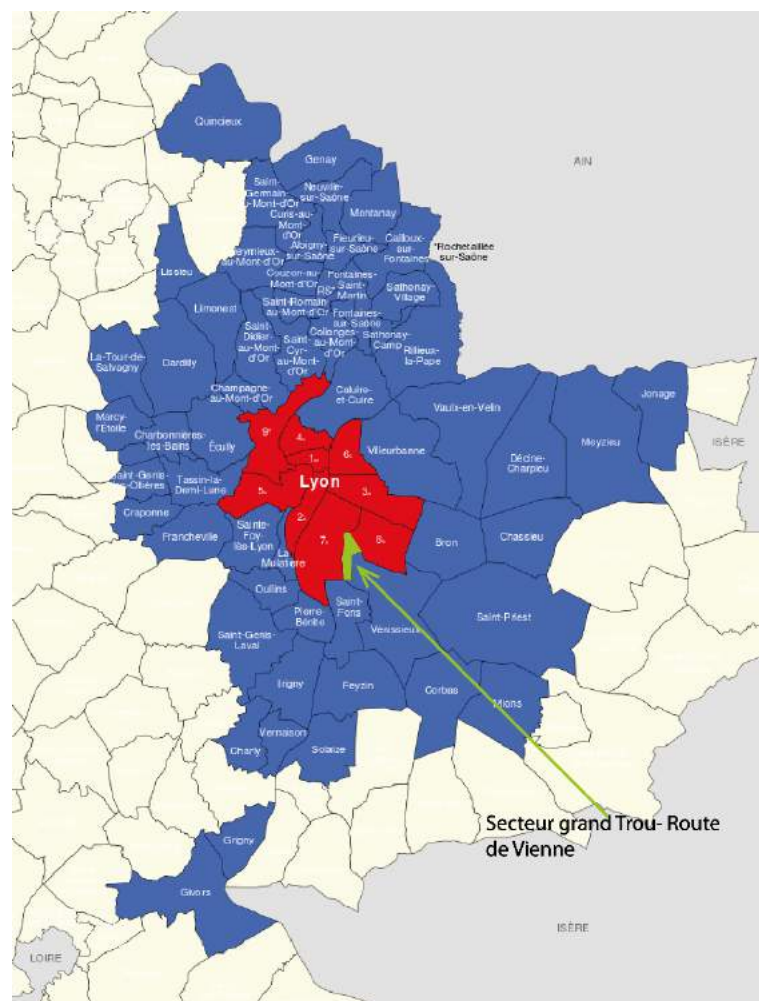 Quincieux
Genay
AIN
Saint-
Germain
au-Mont-d'Or
Neuville-
sur-Saône
Curis-au-
Mont-
d'Or
Montanay
Albigny-
sur-Saône
Fleurieu-
sur-Saône
Cailloux-
sur-
Fontaines
*Rochetaillée
sur-Saône
Lissieu
au-Mont-d'Or
Couzon-au-
Mont-d'Or
RS*
Fontaines-
Saint-
Martin
Sathonay-
Village
Limonest
Saint-Romain
au-Mont-d'Or
Fontaines-
sur-Saône
Saint-
Didier-
au-Mont-
d'Or
Saint
Cyr-
au-Mont-
d'Or
Collonges-
au-Mont-
d'Or
Sathonay-
Camp
Rillieux-
la-Pape
La-Tour-de-
Salvagny
Dardilly
Champagne-
au-Mont-d'Or
Caluire-
et-Cuire
Jonage
Vaulx-en-Velin
Meyzieu
ISÈRE
Marcy-
l'Étoile
Charbonnières-
les-Bains
Écully
9e
4e
1er
6e
Villeurbanne
Décine-
Charpieu
Saint-Genis-
les-Ollières
Tassin-la-
Demi-Lune
5e
Lyon
3e
Craponne
Francheville
Sainte-
Foy-
lès-Lyon
2e
7e
8e
Bron
Chassieu
La
Mulatière
Oullins
Pierre-
Bénite
Saint-
Fons
Vénissieux
Saint-Priest
Saint-Genis-
Laval
Irigny
Feyzin
Corbas
Mions
Vernaison
Charly
Solaize
Secteur grand Trou- Route
de Vienne
Grigny
Givors
ISÈRE
LOIRE